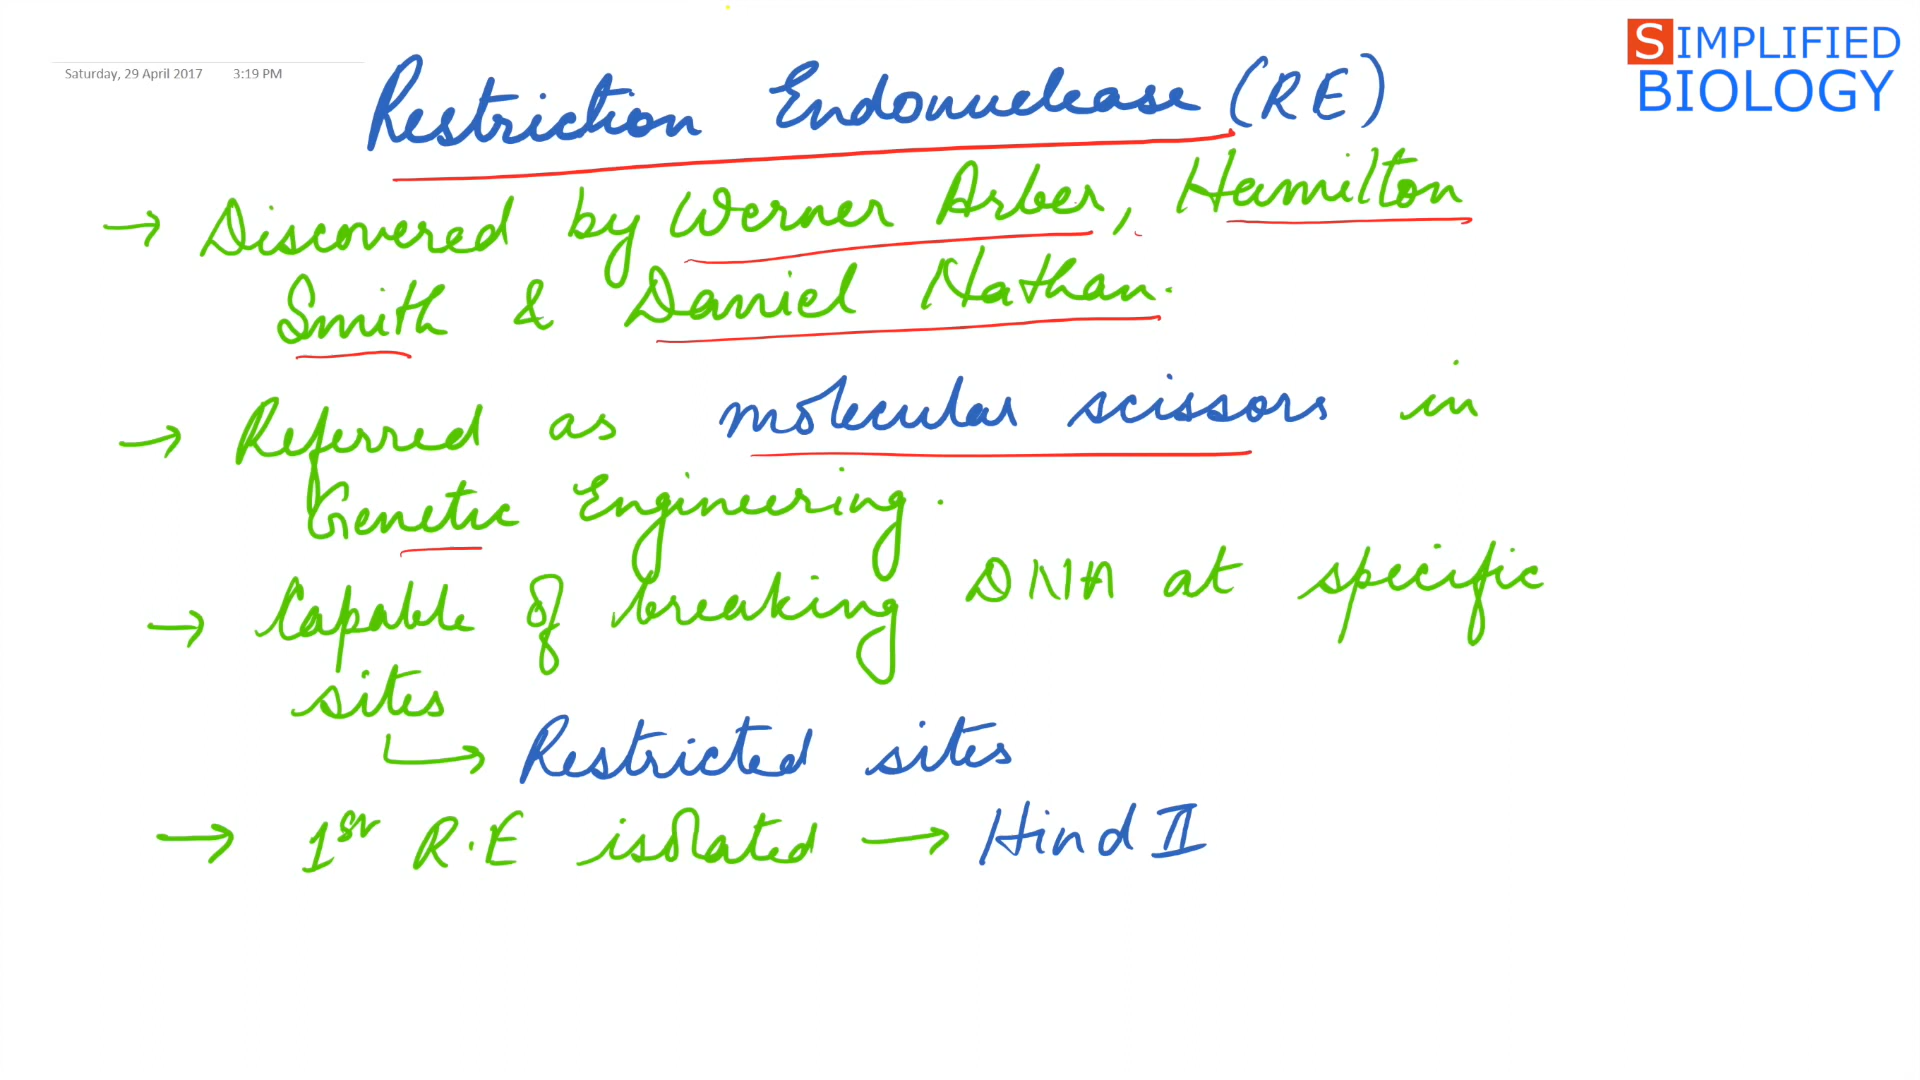 Saturday, 29 April 2017 3:19 PM
SIMPLIFIED
BIOLOGY
Restriction Endonuclease (RE)
→ Discovered by Werner Arber, Hamilton
Smith & Daniel Nathan.
→ Referred as molecular scissors in
Genetic Engineering.
→ Capable of breaking DNA at specific
sites
↳ Restricted sites
→ 1st R.E isolated → Hind II